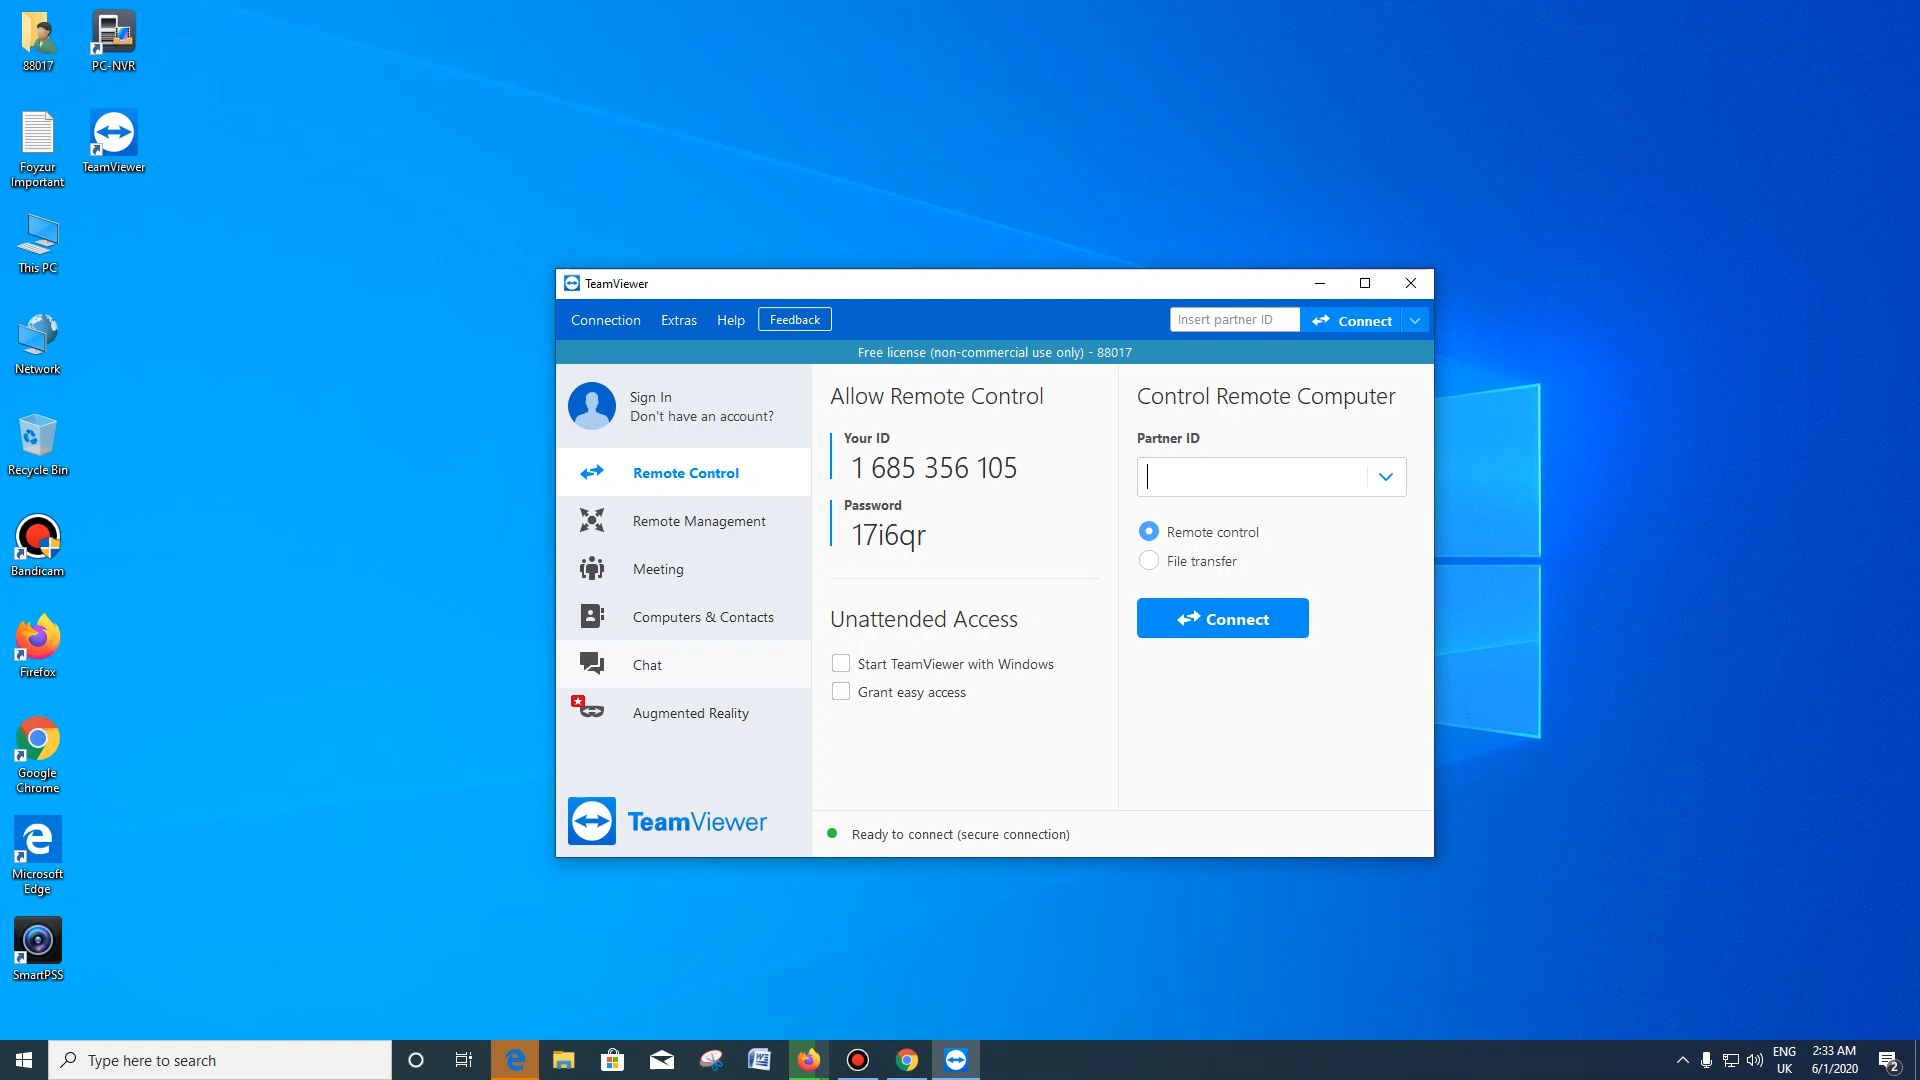 88017
PC-NVR
Foyzur
Important
TeamViewer
This PC
Network
Recycle Bin
Bandicam
Firefox
Google
Chrome
Microsoft
Edge
SmartPSS
TeamViewer
Connection Extras Help Feedback Insert partner ID Connect
Free license (non-commercial use only) - 88017
Sign In
Don't have an account?
Remote Control
Remote Management
Meeting
Computers & Contacts
Chat
Augmented Reality
TeamViewer
Allow Remote Control
Your ID
1 685 356 105
Password
17i6qr
Unattended Access
Start TeamViewer with Windows
Grant easy access
Control Remote Computer
Partner ID
Remote control
File transfer
Connect
Ready to connect (secure connection)
Type here to search
ENG
UK
2:33 AM
6/1/2020
2